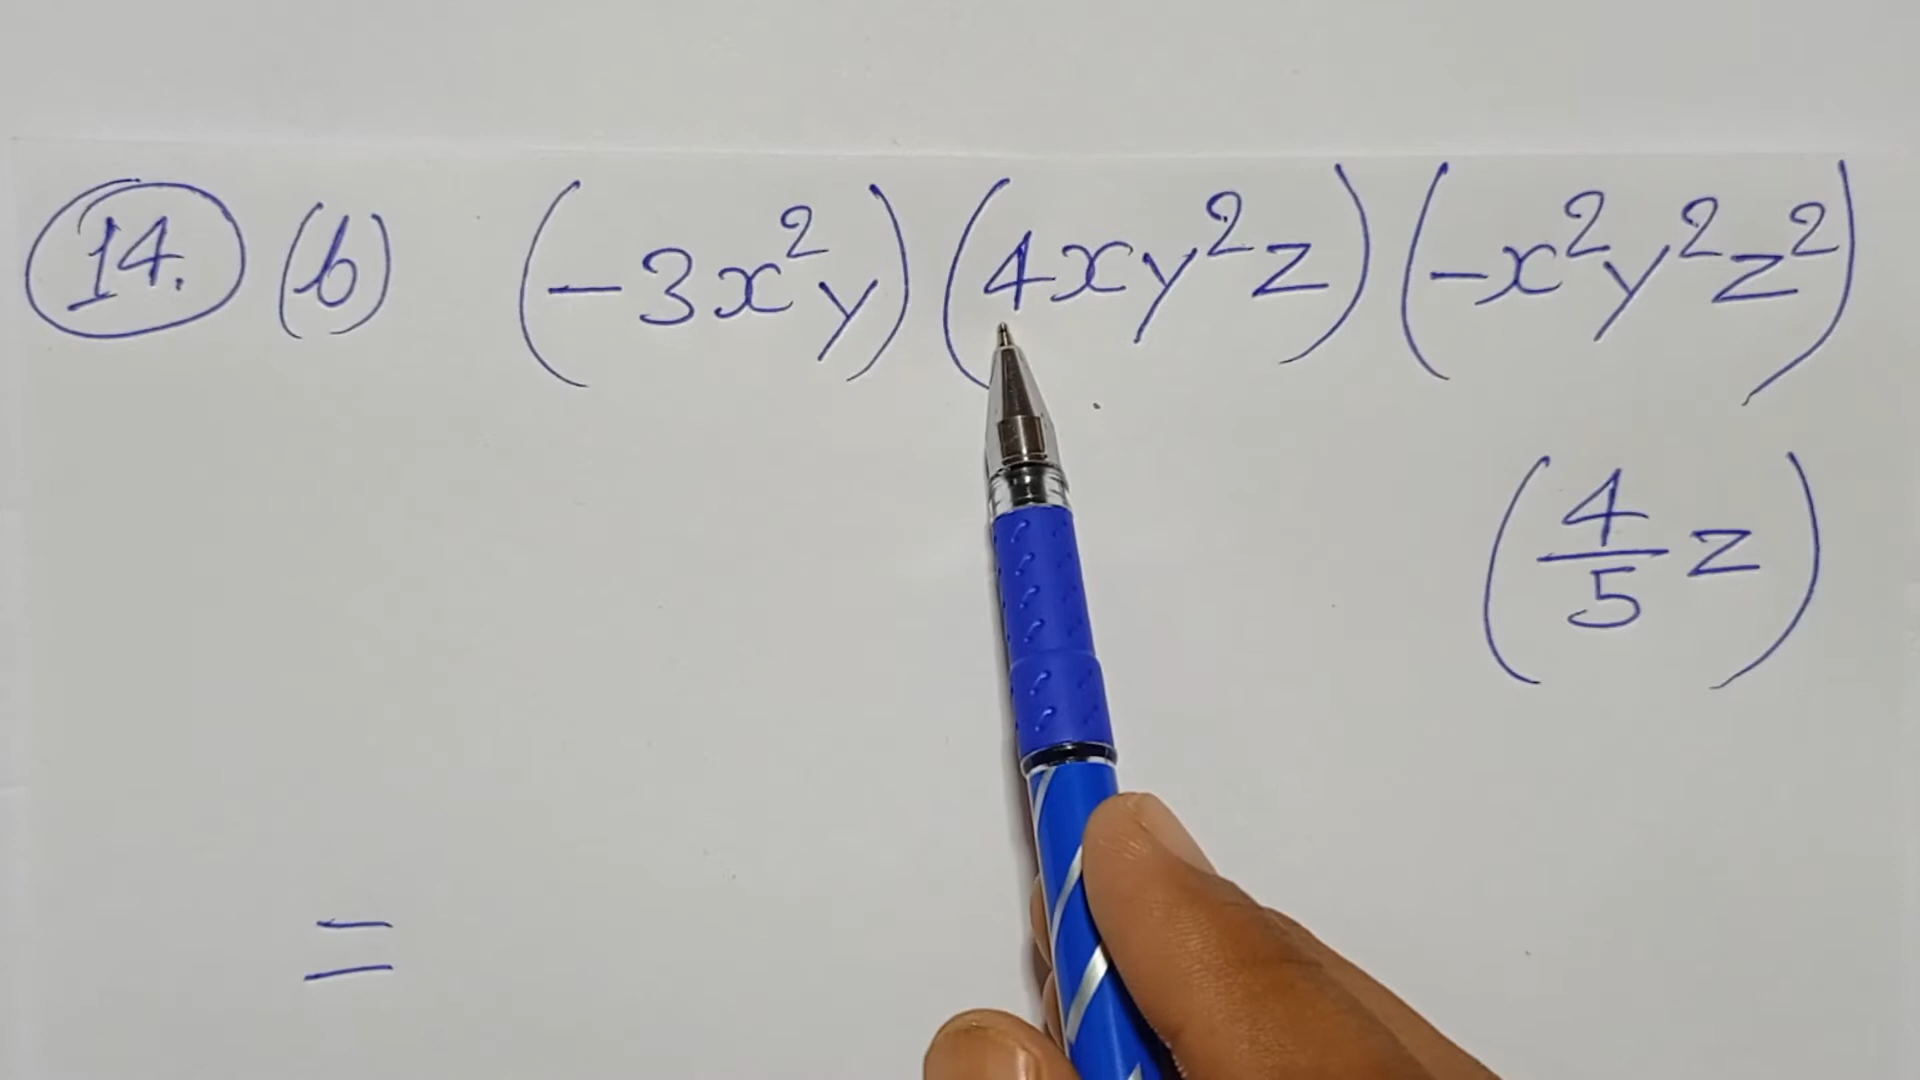 14. (b) (-3x²y) (4xy²z) (-x²y²z²)
(4/5 z)
=